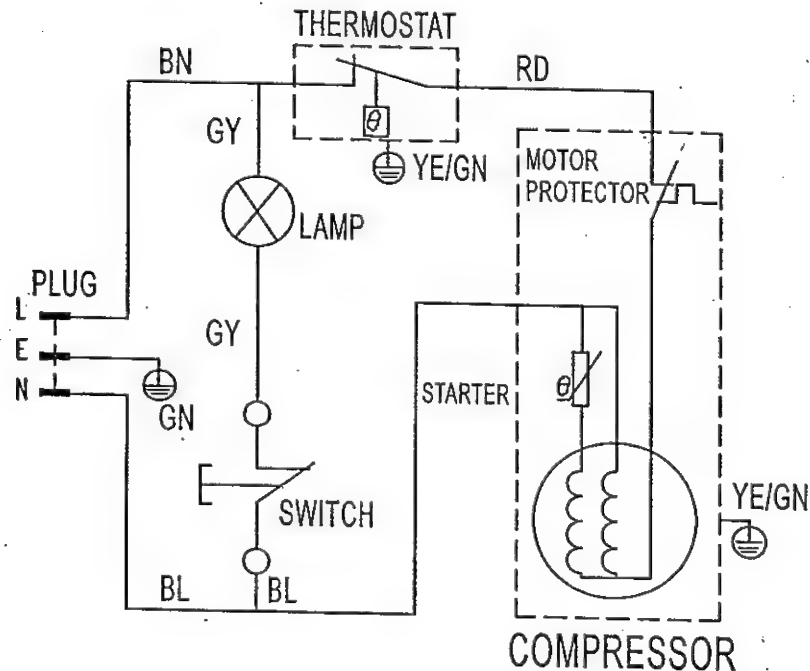 THERMOSTAT
BN
RD
GY
θ
YE/GN
MOTOR
PROTECTOR
LAMP
PLUG
L
GY
E
STARTER
θ
N
GN
YE/GN
SWITCH
BL
BL
COMPRESSOR